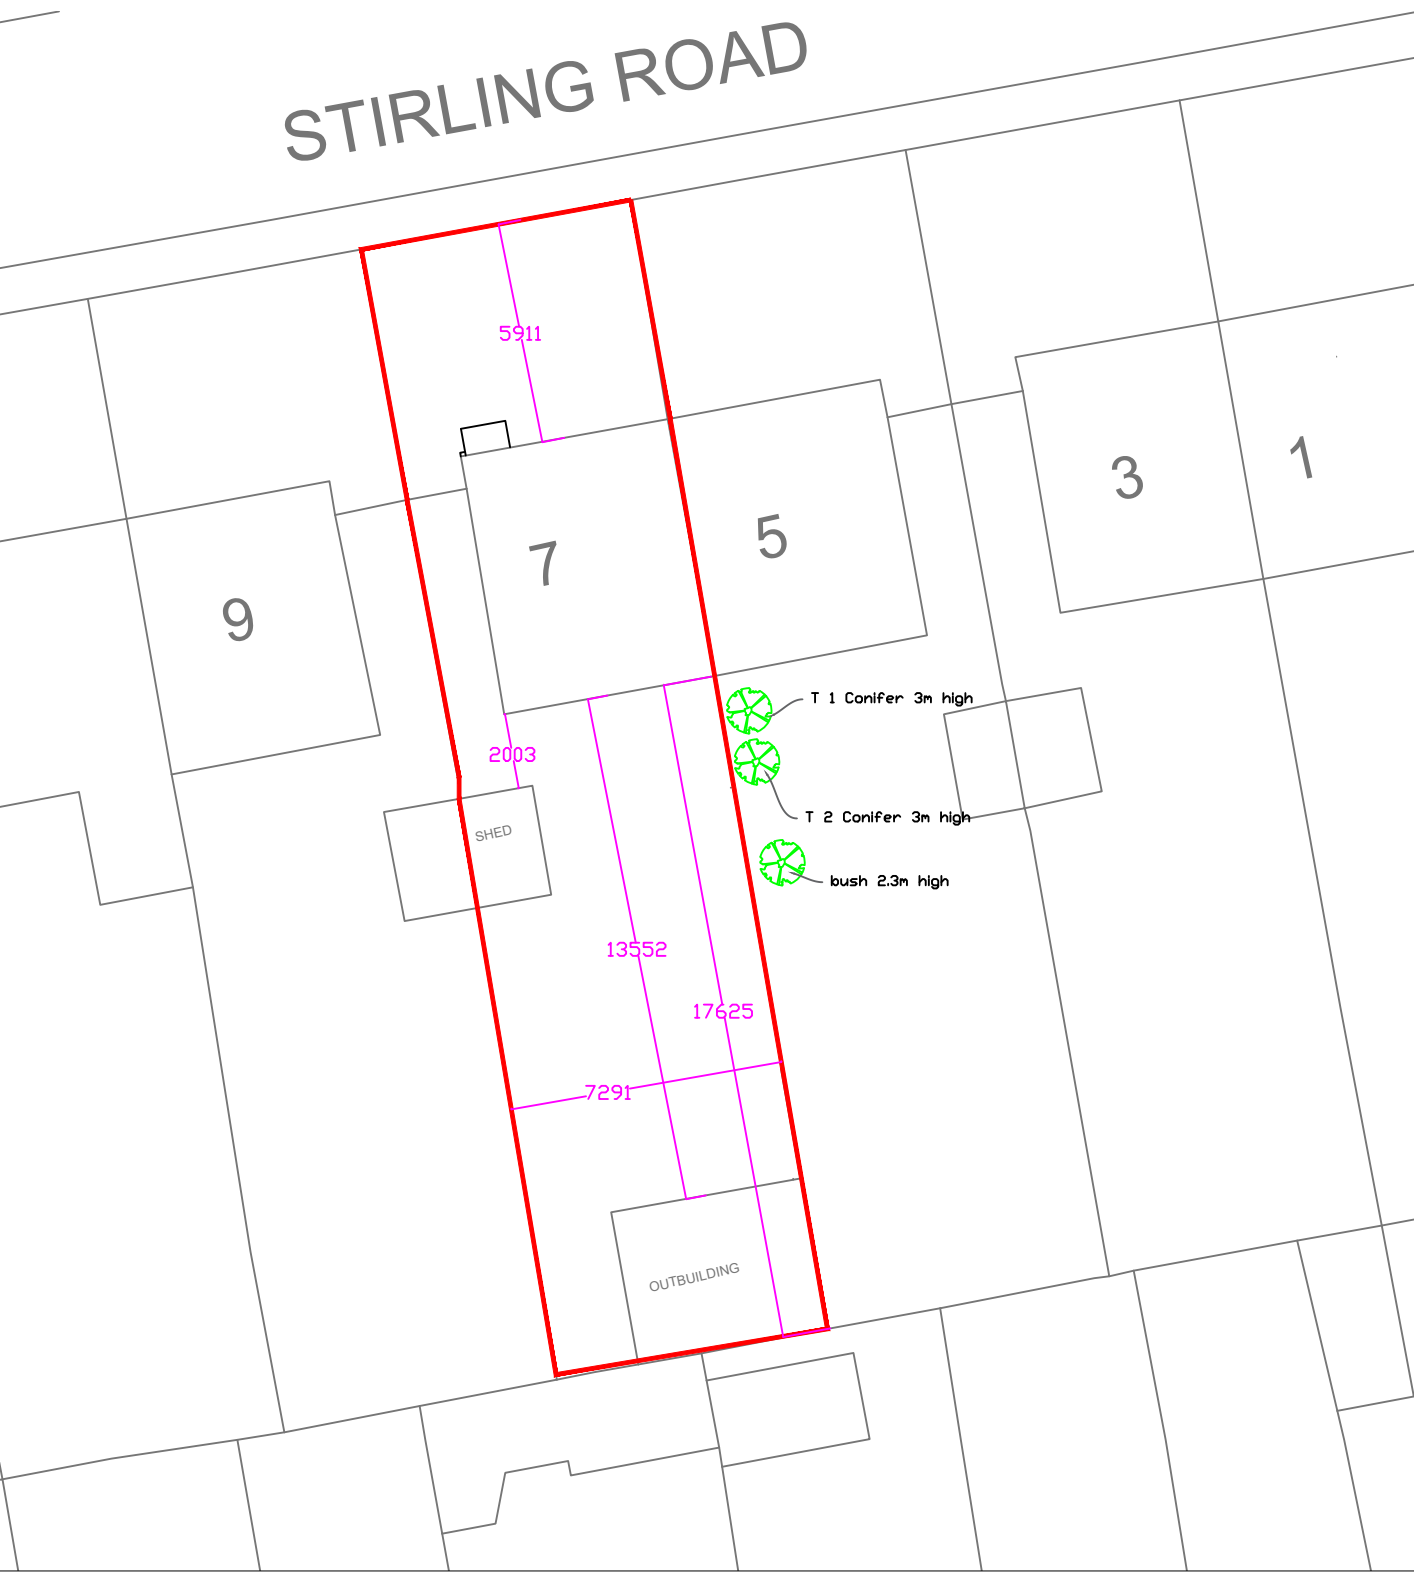 STIRLING ROAD
5911
1
3
5
7
9
T 1 Conifer 3m high
2003
T 2 Conifer 3m high
SHED
bush 2.3m high
13552
17625
7291
OUTBUILDING